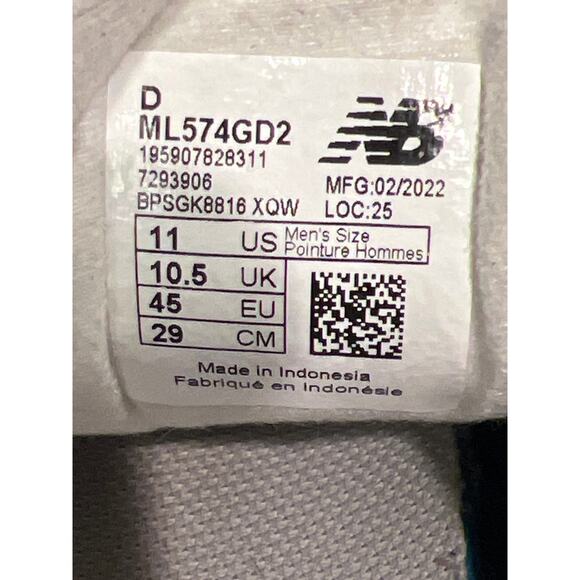 D
ML574GD2
195907828311
7293906
BPSGK8816 XQW
NB
MFG:02/2022
LOC:25
11 US Men's Size
Pointure Hommes
10.5 UK
45 EU
29 CM
Made in Indonesia
Fabriqué en Indonésie